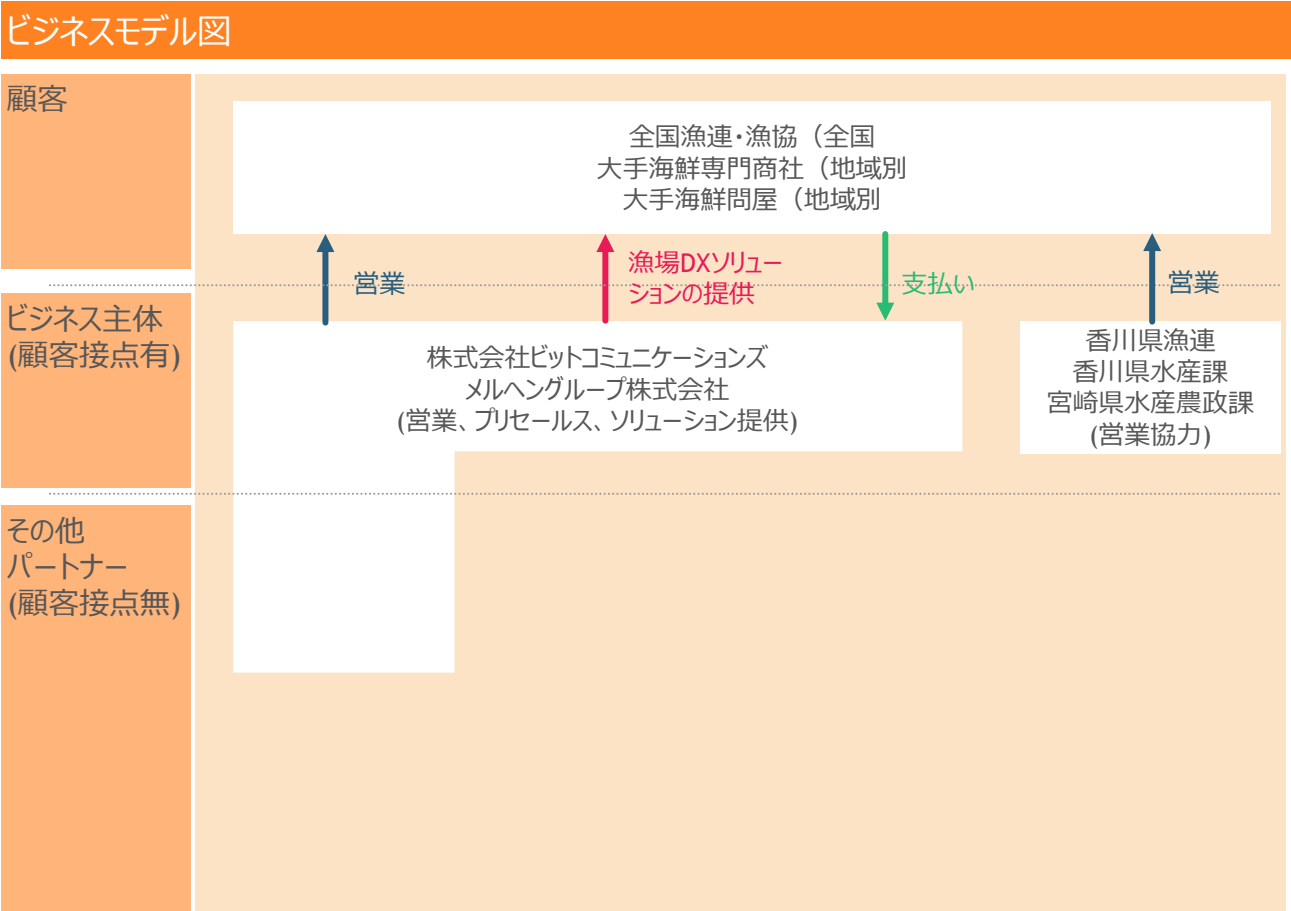 ビジネスモデル図
顧客
全国漁連・漁協（全国
大手海鮮専門商社（地域別
大手海鮮問屋（地域別
営業
漁場DXソリュー
ションの提供
支払い
営業
ビジネス主体
(顧客接点有)
株式会社ビットコミュニケーションズ
メルヘングループ株式会社
(営業、プリセールス、ソリューション提供)
香川県漁連
香川県水産課
宮崎県水産農政課
(営業協力)
その他
パートナー
(顧客接点無)